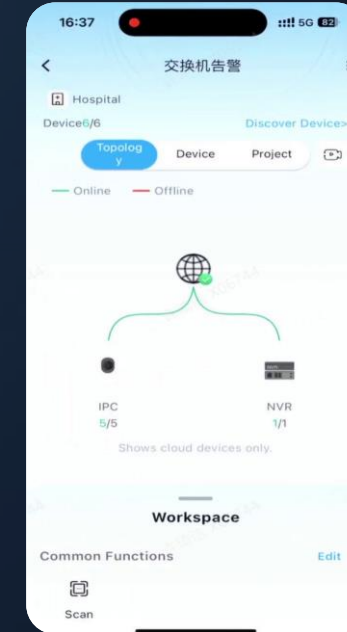 16:37
5G 82
交换机告警
Hospital
Device6/6
Discover Device>
Topolog
y
Device
Project
Online
Offline
IPC
NVR
5/5
1/1
Shows cloud devices only.
Workspace
Common Functions
Edit
Scan